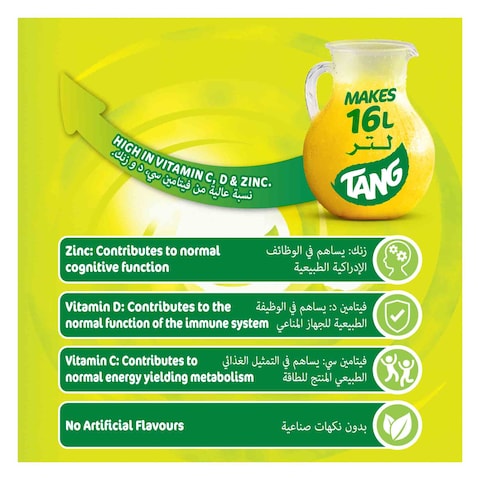 MAKES
16L
لتر
TANG
HIGH IN VITAMIN C, D & ZINC.
نسبة عالية من فيتامين سي، د و زنك.
Zinc: Contributes to normal
cognitive function
زنك: يساهم في الوظائف
الإدراكية الطبيعية
Vitamin D: Contributes to the
normal function of the immune system
فيتامين د: يساهم في الوظيفة
الطبيعية للجهاز المناعي
Vitamin C: Contributes to
normal energy yielding metabolism
فيتامين سي: يساهم في التمثيل الغذائي
الطبيعي المنتج للطاقة
No Artificial Flavours
بدون نكهات صناعية